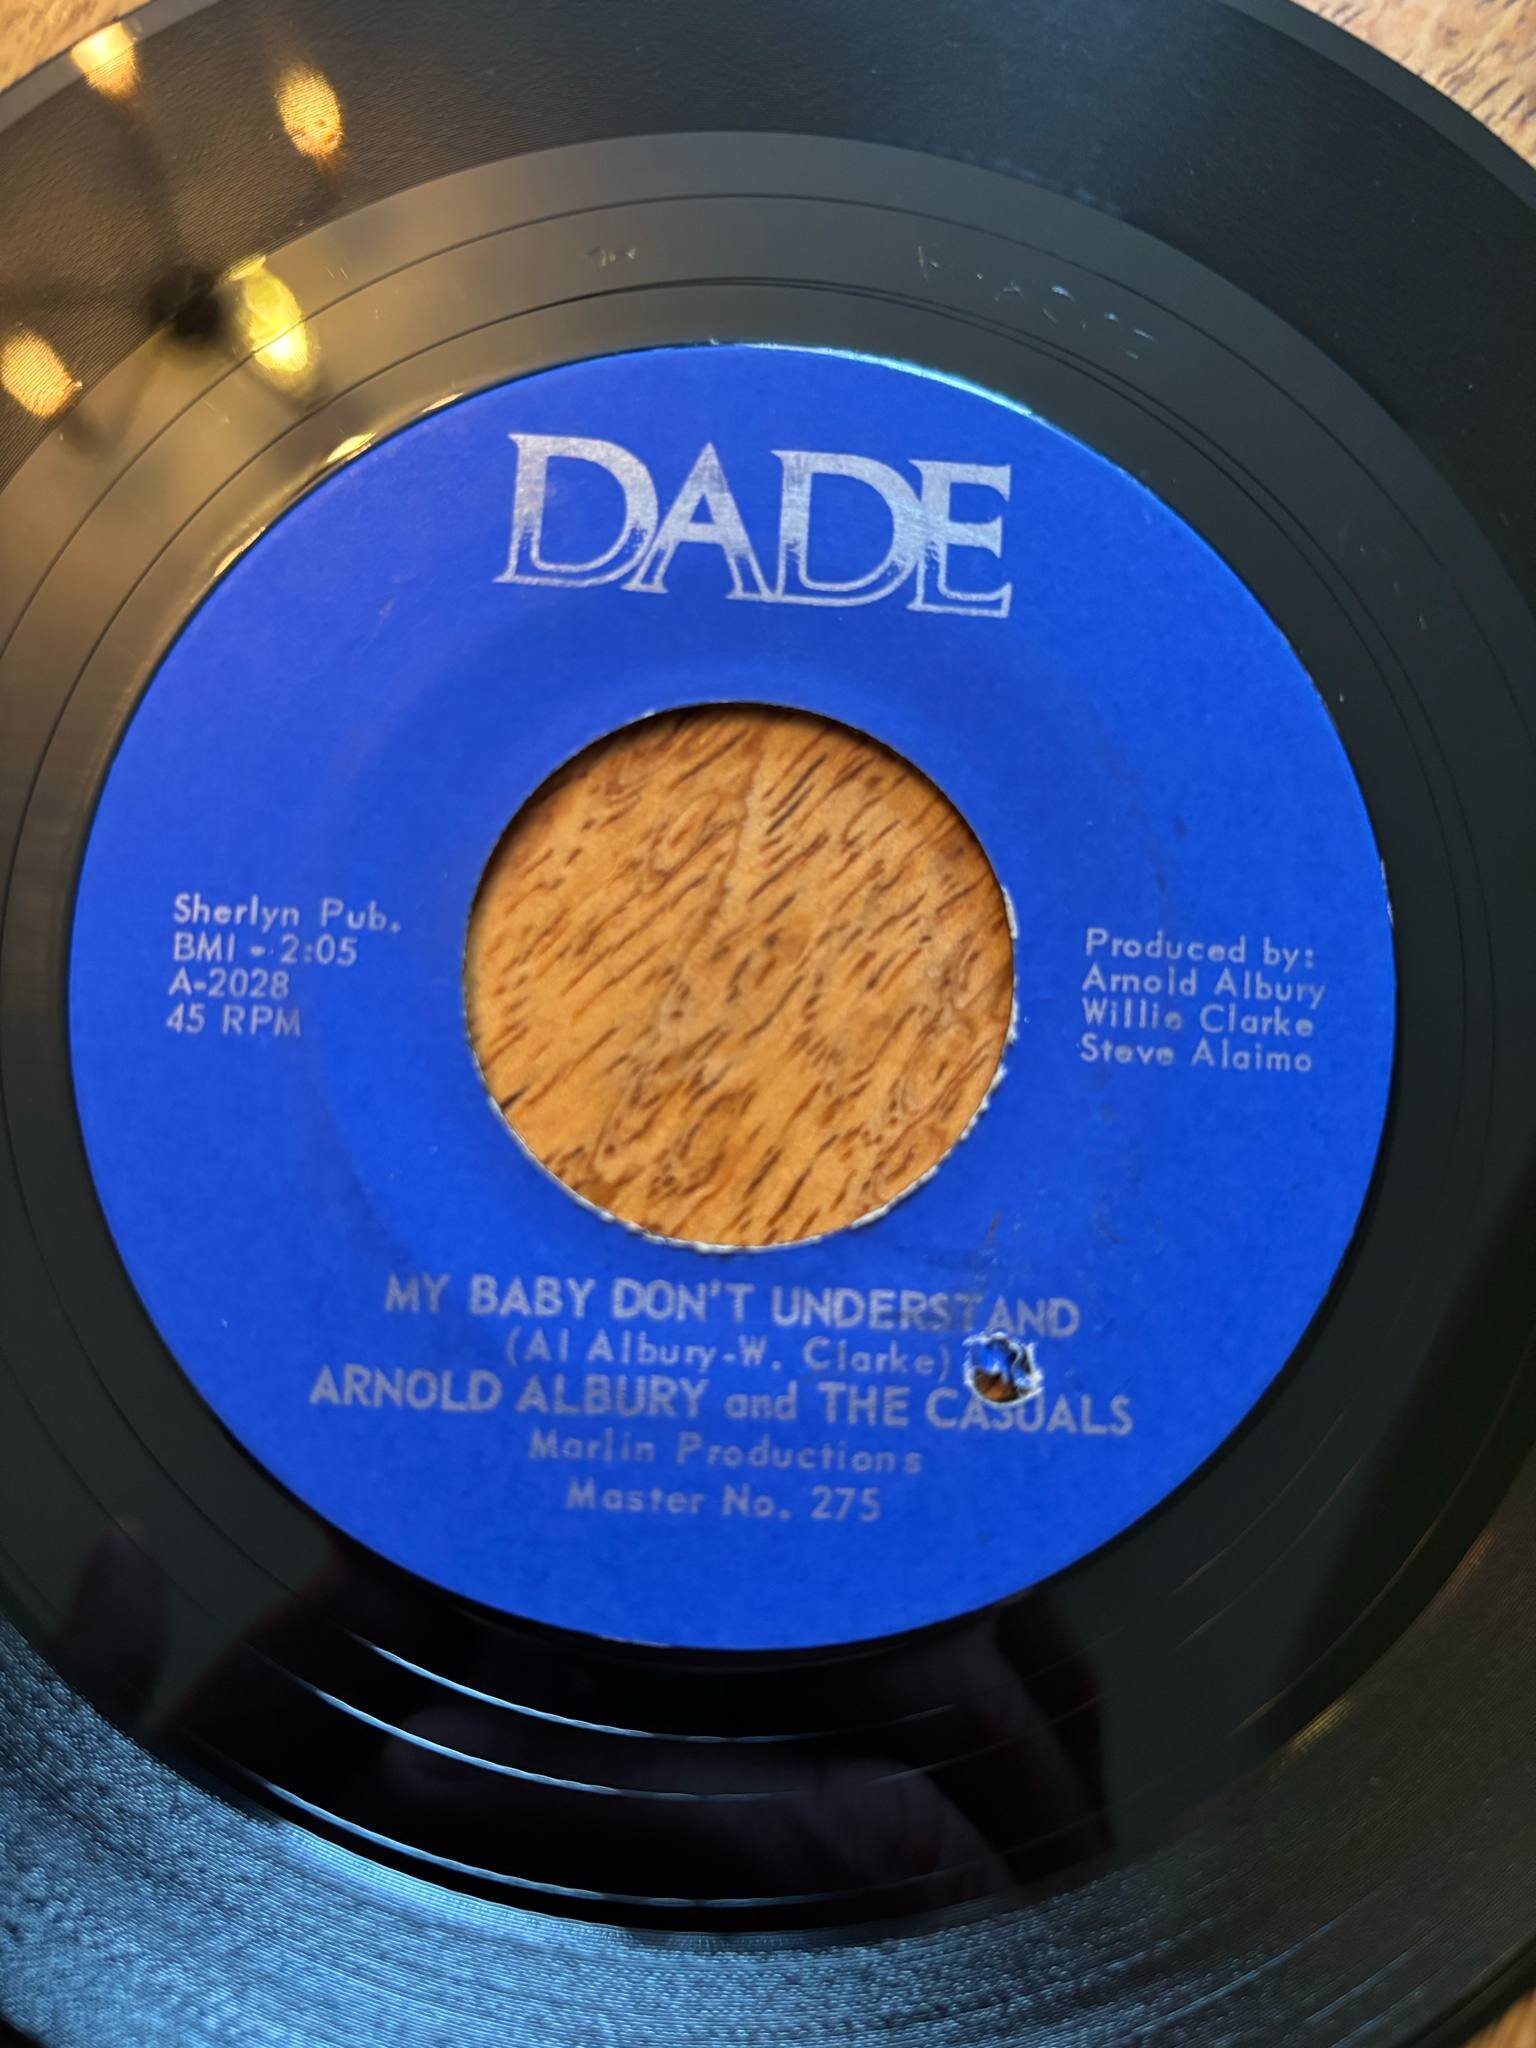 DADE
Sherlyn Pub.
BMI - 2:05
A-2028
45 RPM
Produced by:
Arnold Albury
Willie Clarke
Steve Alaimo
MY BABY DON'T UNDERSTAND
(Al Albury-W. Clarke)
ARNOLD ALBURY and THE CASUALS
Marlin Productions
Master No. 275